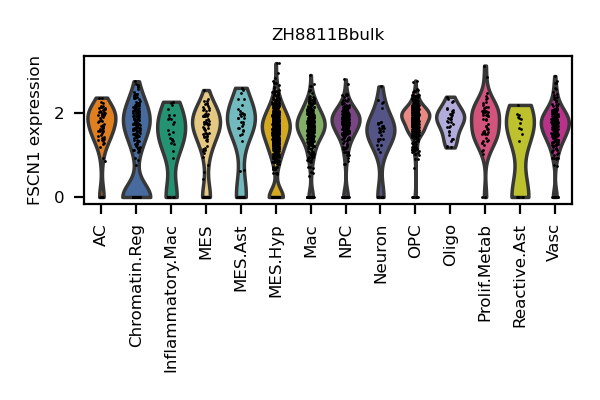 ZH8811Bbulk
FSCN1 expression
2
0
AC
Chromatin.Reg
Inflammatory.Mac
MES
MES.Ast
MES.Hyp
Mac
NPC
Neuron
OPC
Oligo
Prolif.Metab
Reactive.Ast
Vasc